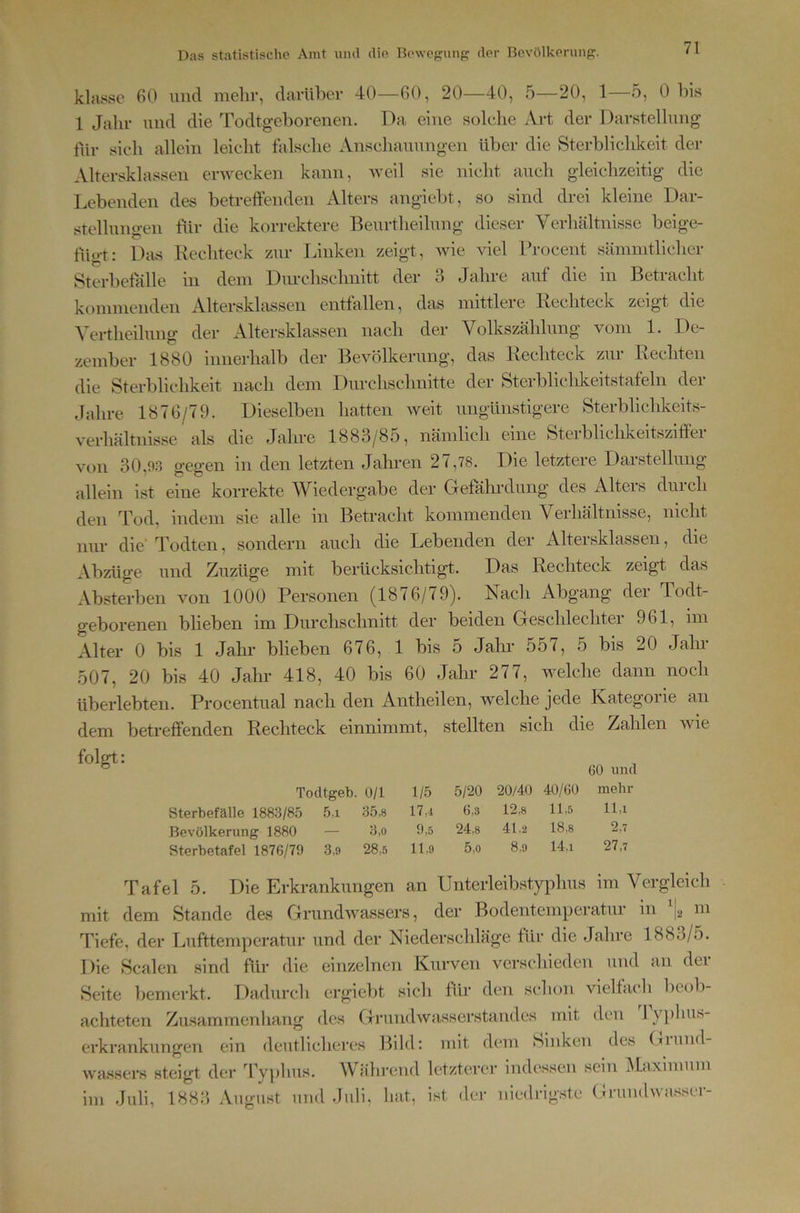 Das statistische Amt und die Bewegung der Bevölkerung. 71
klasse 60 und mehr, darüber 40—60, 20—40, 5—20, 1—5, 0 bis
1 Jahr und die Todtgeborenen. Da eine solche Art der Darstellung
für sich allein leicht falsche Anschauungen über die Sterblichkeit der
Altersklassen erwecken kann, weil sie nicht auch gleichzeitig die
Lebenden des betreffenden Alters angiebt, so sind drei kleine Dar-
stellungen für die korrektere Beurtheilung dieser Verhältnisse beige-
fügt: Das Rechteck zur Linken zeigt, wie viel Procent sämmtlicher
Sterbefälle in dem Durchschnitt der 3 Jahre auf die in Betracht
kommenden Altersklassen entfallen, das mittlere Rechteck zeigt die
Vertheilung der Altersklassen nach der Volkszählung vom 1. De-
zember 1880 innerhalb der Bevölkerung, das Rechteck zur Rechten
die Sterblichkeit nach dem Durchschnitte der Sterblichkeitstafeln der
Jahre 1876/79. Dieselben hatten weit ungünstigere Sterblichkeits-
verhältnisse als die Jahre 1883/85, nämlich eine Sterblichkeitsziffer
von 30,93 gegen in den letzten Jahren 27,78. Die letztere Darstellung
allein ist eine korrekte Wiedergabe der Gefährdung des Alters durch
den Tod, indem sie alle in Betracht kommenden Verhältnisse, nicht
nur die Todten, sondern auch die Lebenden der Altersklassen, die
Abzüge und Zuzüge mit berücksichtigt. Das Rechteck zeigt das
Absterben von 1000 Personen (1876/79). Nach Abgang der Todt-
geborenen blieben im Durchschnitt der beiden Geschlechter 961, im
Alter 0 bis 1 Jahr blieben 676, 1 bis 5 Jahr 557, 5 bis 20 Jahr
507, 20 bis 40 Jahr 418, 40 bis 60 Jahr 277, welche dann noch
überlebten. Procentual nach den Antheilen, welche jede Kategorie an
dem betreffenden Rechteck einnimmt, stellten sich die Zahlen wie
folgt:
60 und
Todtgeb. 0/1 1/5 5/20 20/40 40/60 mehr
Sterbefälle 1883/85 5,1 35,8 17,4 6,3 12,8 11,5 11,1
Bevölkerung 1880 — 3,0 9,5 24,8 41,2 18,8 2,7
Sterbetafel 1876/79 3,9 28,5 11,9 5,0 8,9 14,1 27,7
Tafel 5. Die Erkrankungen an Unterleibstyphus im Vergleich
mit dem Stande des Grundwassers, der Bodentemperatur in 1|2 m
Tiefe, der Lufttemperatur und der Niederschläge für die Jahre 1883/5.
Die Scalen sind für die einzelnen Kurven verschieden und an der
Seite bemerkt. Dadurch ergiebt sich für den schon vielfach beob-
achteten Zusammenhang des Grundwasserstandes mit den Typhus-
erkrankungen ein deutlicheres Bild: mit dem Sinken des Grund-
wassers steigt der Typhus. Während letzterer indessen sein Maximum
im Juli, 1883 August und Juli, hat, ist der niedrigste Grundwasser-